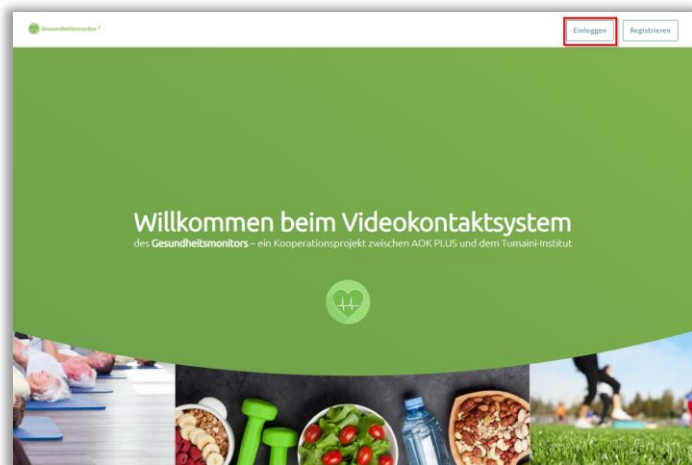 Gesundheitsmonitor
Einloggen
Registrieren
Willkommen beim Videokontaktsystem
des Gesundheitsmonitors – ein Kooperationsprojekt zwischen AOK PLUS und dem Tumaini-Institut